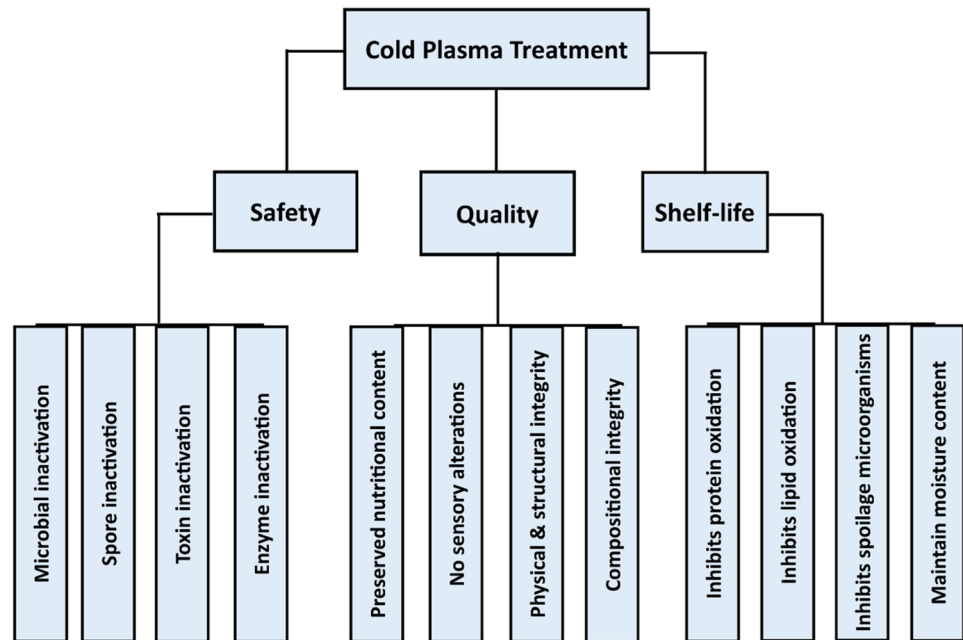 Cold Plasma Treatment
Safety
Quality
Shelf-life
Microbial inactivation
Spore inactivation
Toxin inactivation
Enzyme inactivation
Preserved nutritional content
No sensory alterations
Physical & structural integrity
Compositional integrity
Inhibits protein oxidation
Inhibits lipid oxidation
Inhibits spoilage microorganisms
Maintain moisture content